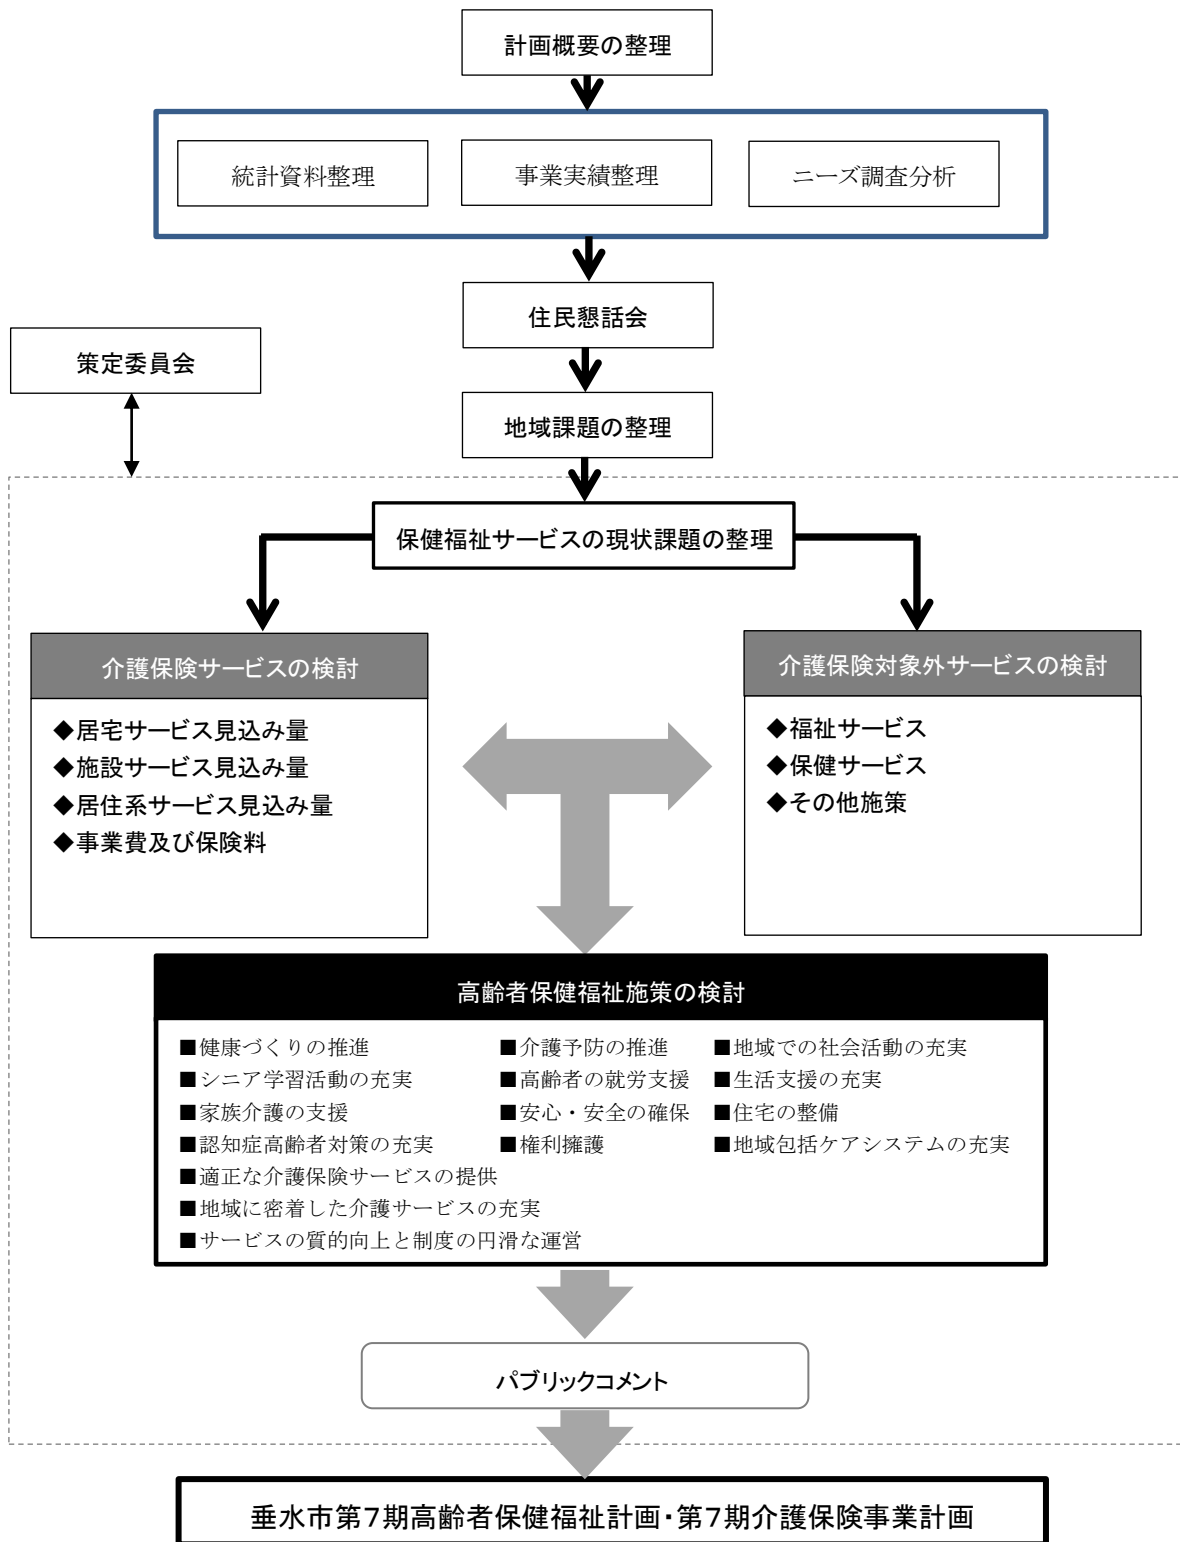 計画概要の整理
統計資料整理
事業実績整理
ニーズ調査分析
住民懇話会
策定委員会
地域課題の整理
保健福祉サービスの現状課題の整理
介護保険サービスの検討
◆居宅サービス見込み量
◆施設サービス見込み量
◆居住系サービス見込み量
◆事業費及び保険料
介護保険対象外サービスの検討
◆福祉サービス
◆保健サービス
◆その他施策
高齢者保健福祉施策の検討
■健康づくりの推進 ■介護予防の推進 ■地域での社会活動の充実
■シニア学習活動の充実 ■高齢者の就労支援 ■生活支援の充実
■家族介護の支援 ■安心・安全の確保 ■住宅の整備
■認知症高齢者対策の充実 ■権利擁護 ■地域包括ケアシステムの充実
■適正な介護保険サービスの提供
■地域に密着した介護サービスの充実
■サービスの質的向上と制度の円滑な運営
パブリックコメント
垂水市第7期高齢者保健福祉計画・第7期介護保険事業計画